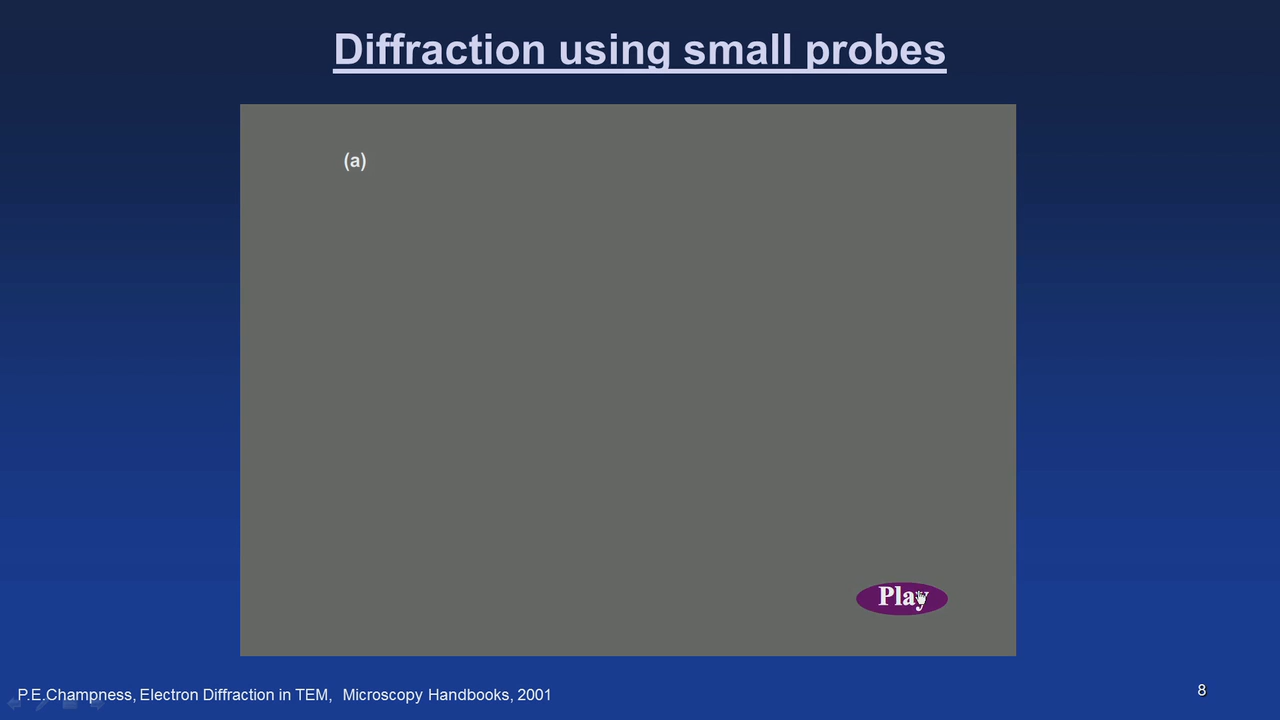 Diffraction using small probes
(a)
Play
P.E.Champness, Electron Diffraction in TEM, Microscopy Handbooks, 2001
8